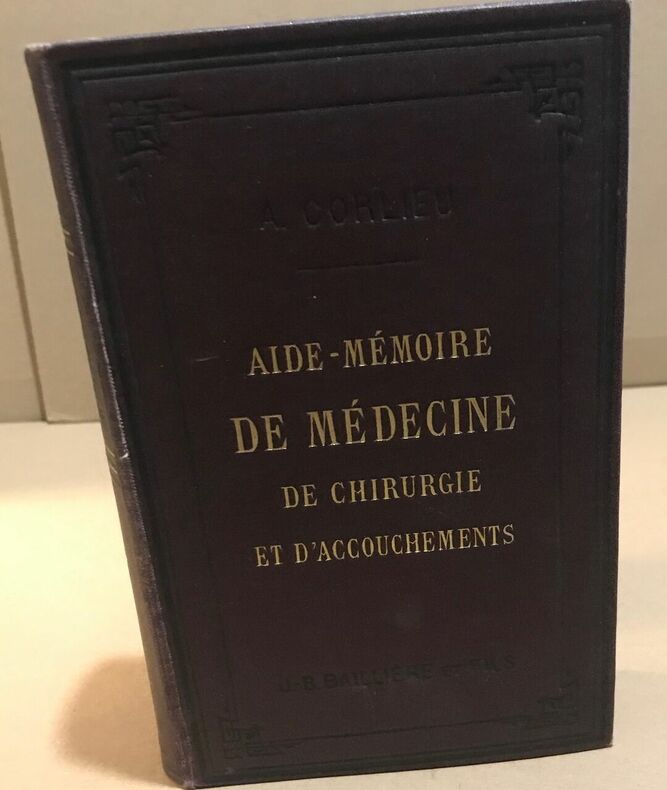 A. CORLIEU
AIDE-MÉMOIRE
DE MÉDECINE
DE CHIRURGIE
ET D'ACCOUCHEMENTS
J.-B. BAILLIÈRE ET FILS